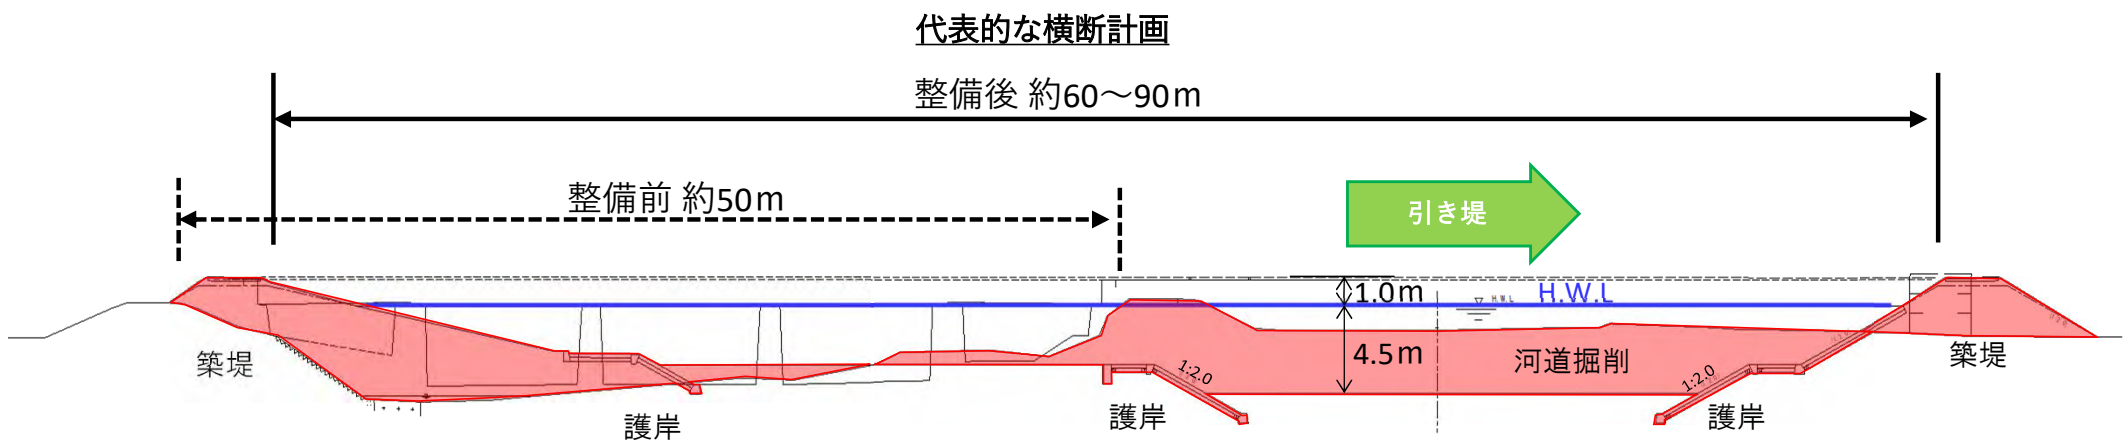 代表的な横断計画
整備後 約60～90m
整備前 約50m
引き堤
1.0m
H.W.L
H.W.L
4.5m
河道掘削
1:2.0
1:2.0
築堤
築堤
護岸
護岸
護岸